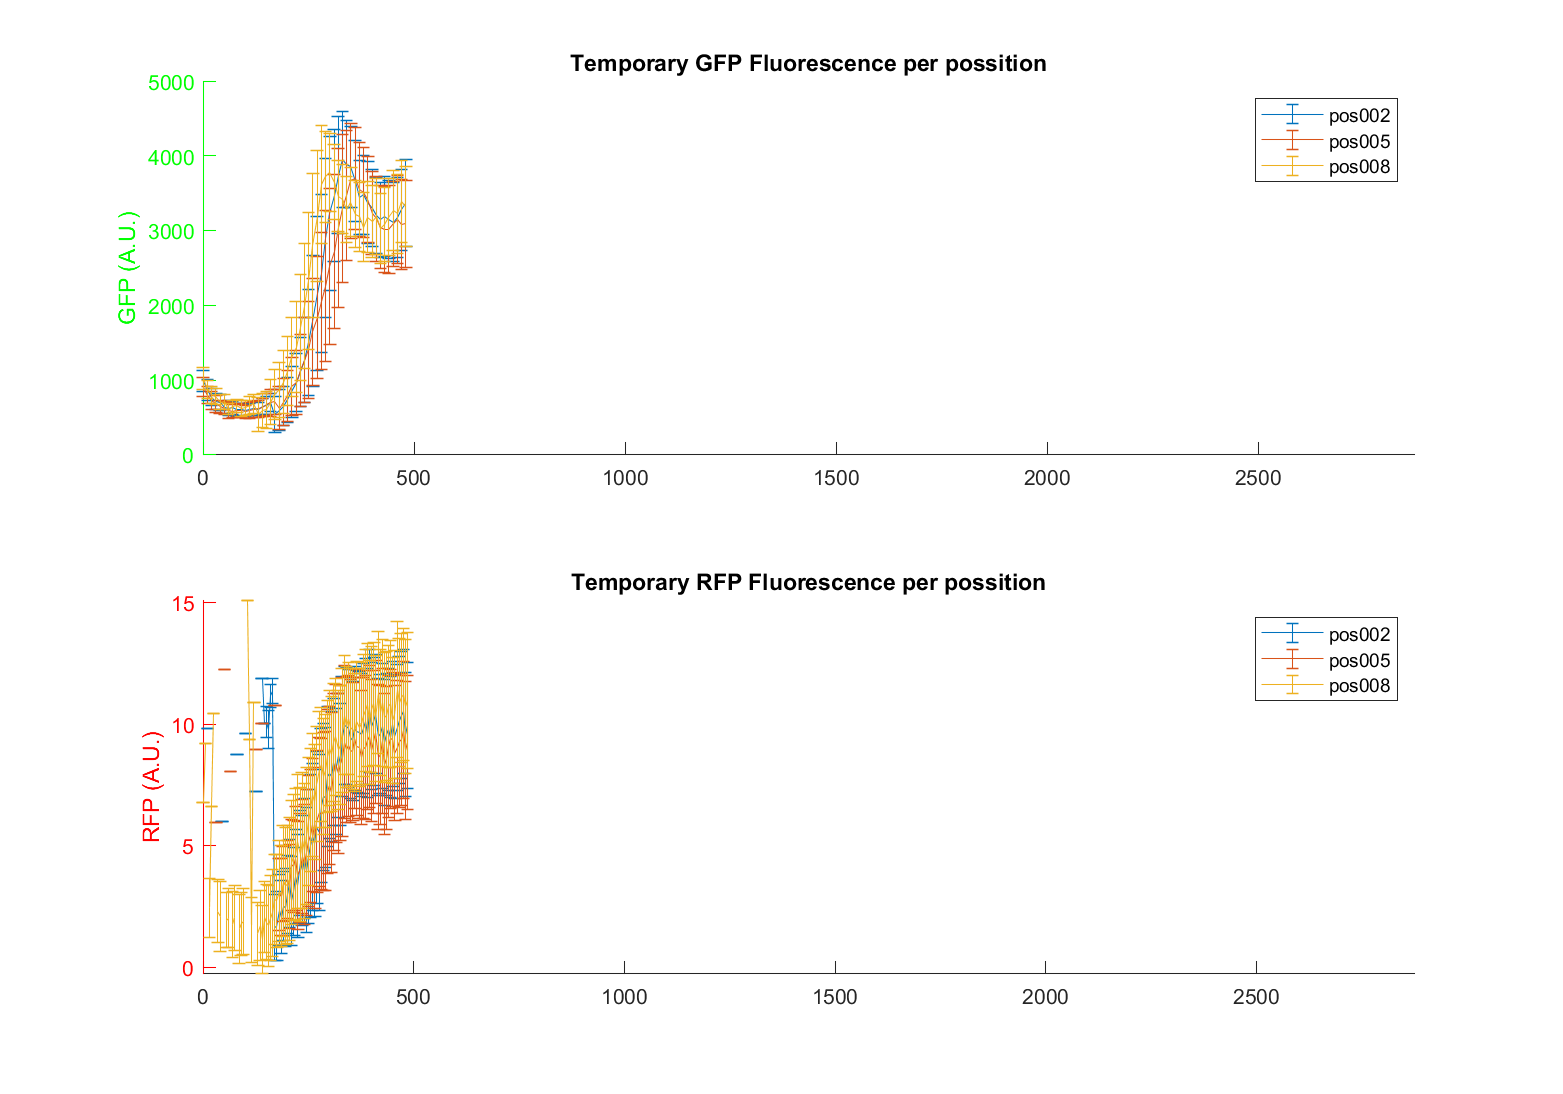 Temporary GFP Fluorescence per possition
5000
4000
3000
2000
1000
0
GFP (A.U.)
0 500 1000 1500 2000 2500
pos002
pos005
pos008
Temporary RFP Fluorescence per possition
15
10
5
0
RFP (A.U.)
0 500 1000 1500 2000 2500
pos002
pos005
pos008